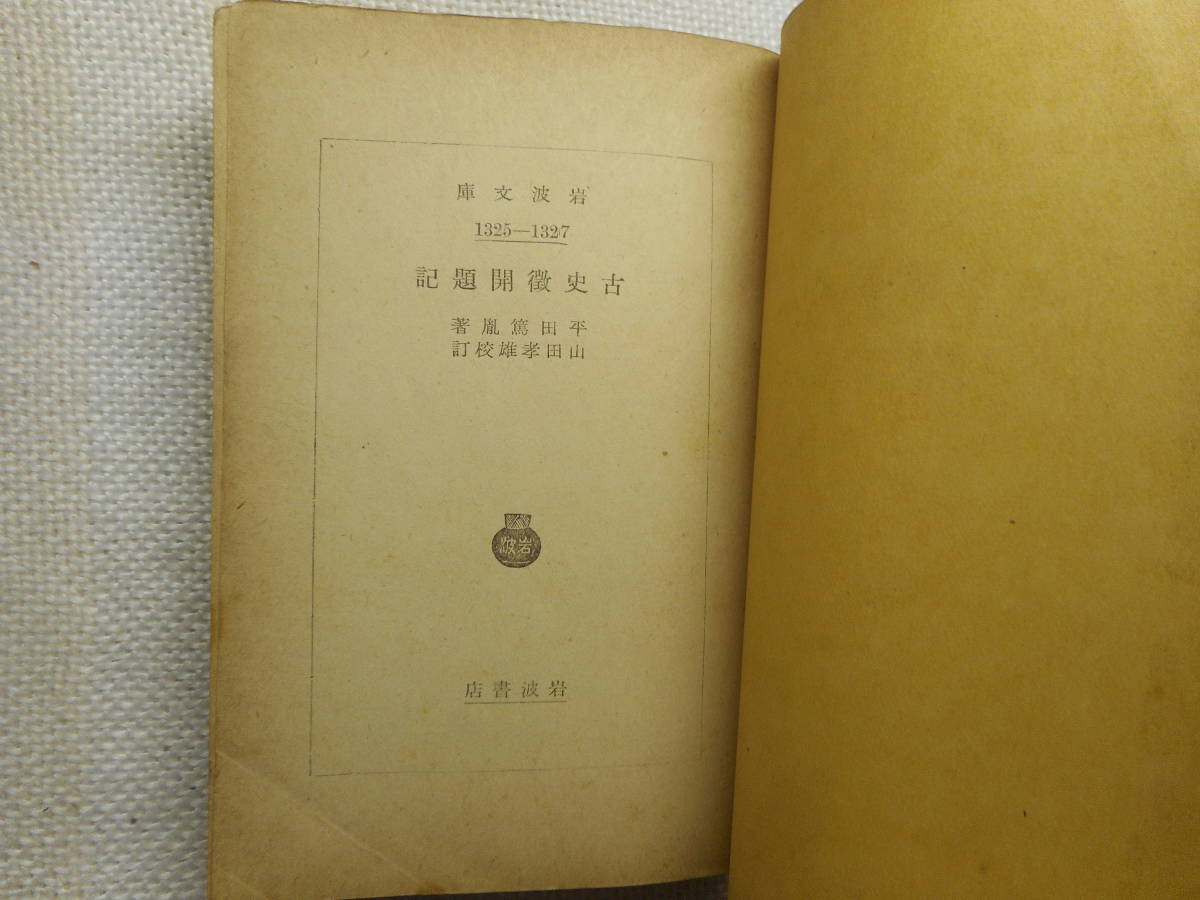 岩波文庫
1325—1327
古史徴開題記
平田篤胤著
山田孝雄校訂
岩波
岩波書店